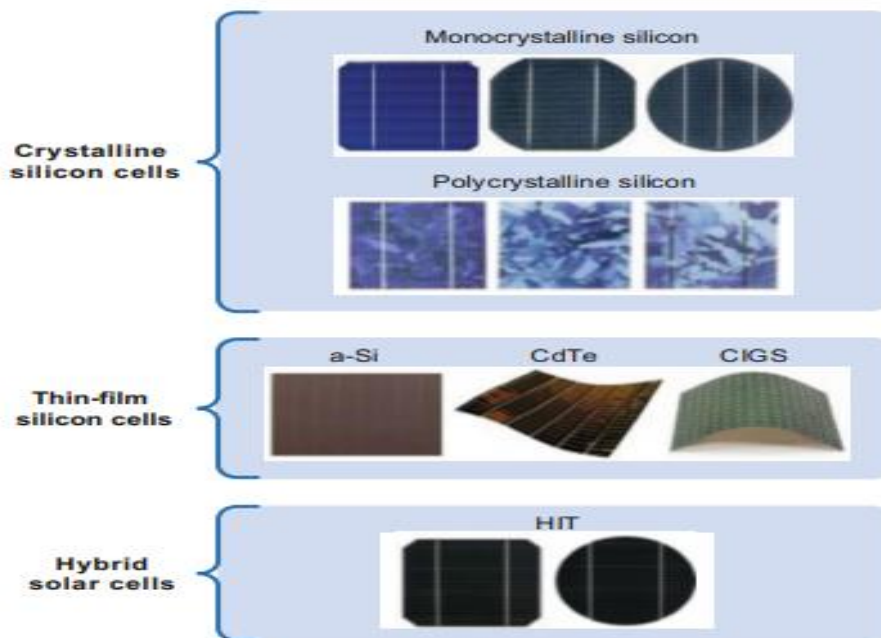 Monocrystalline silicon
Crystalline
silicon cells
Polycrystalline silicon
a-Si
CdTe
CIGS
Thin-film
silicon cells
HIT
Hybrid
solar cells